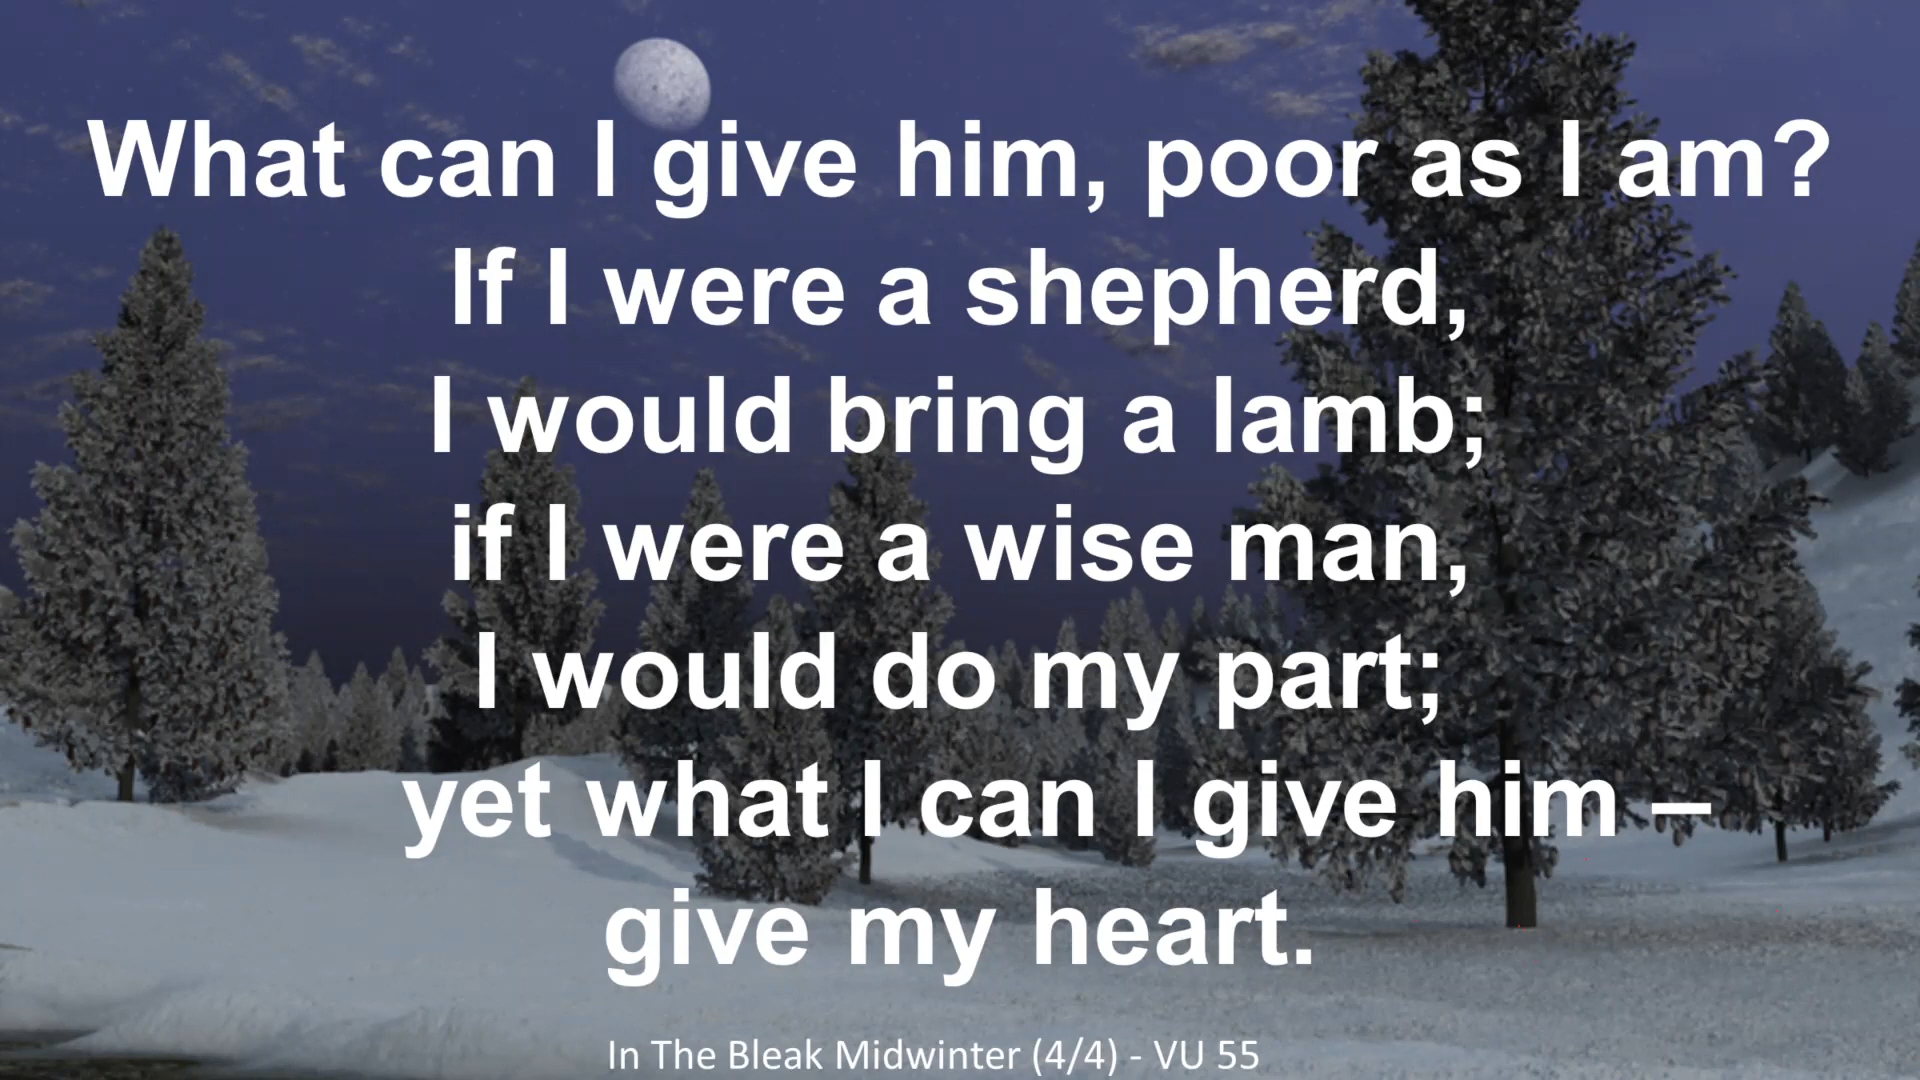 What can I give him, poor as I am?
If I were a shepherd,
I would bring a lamb;
if I were a wise man,
I would do my part;
yet what I can I give him –
give my heart.
In The Bleak Midwinter (4/4) - VU 55